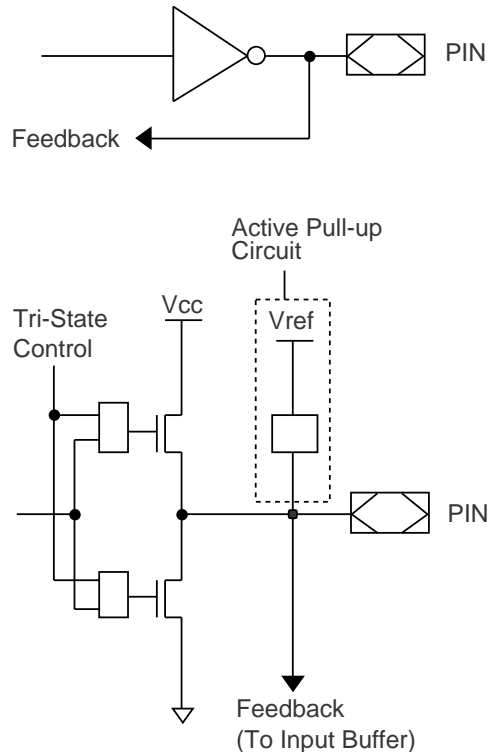 PIN
Feedback
Active Pull-up
Circuit
Vcc
Vref
Tri-State
Control
PIN
Feedback
(To Input Buffer)